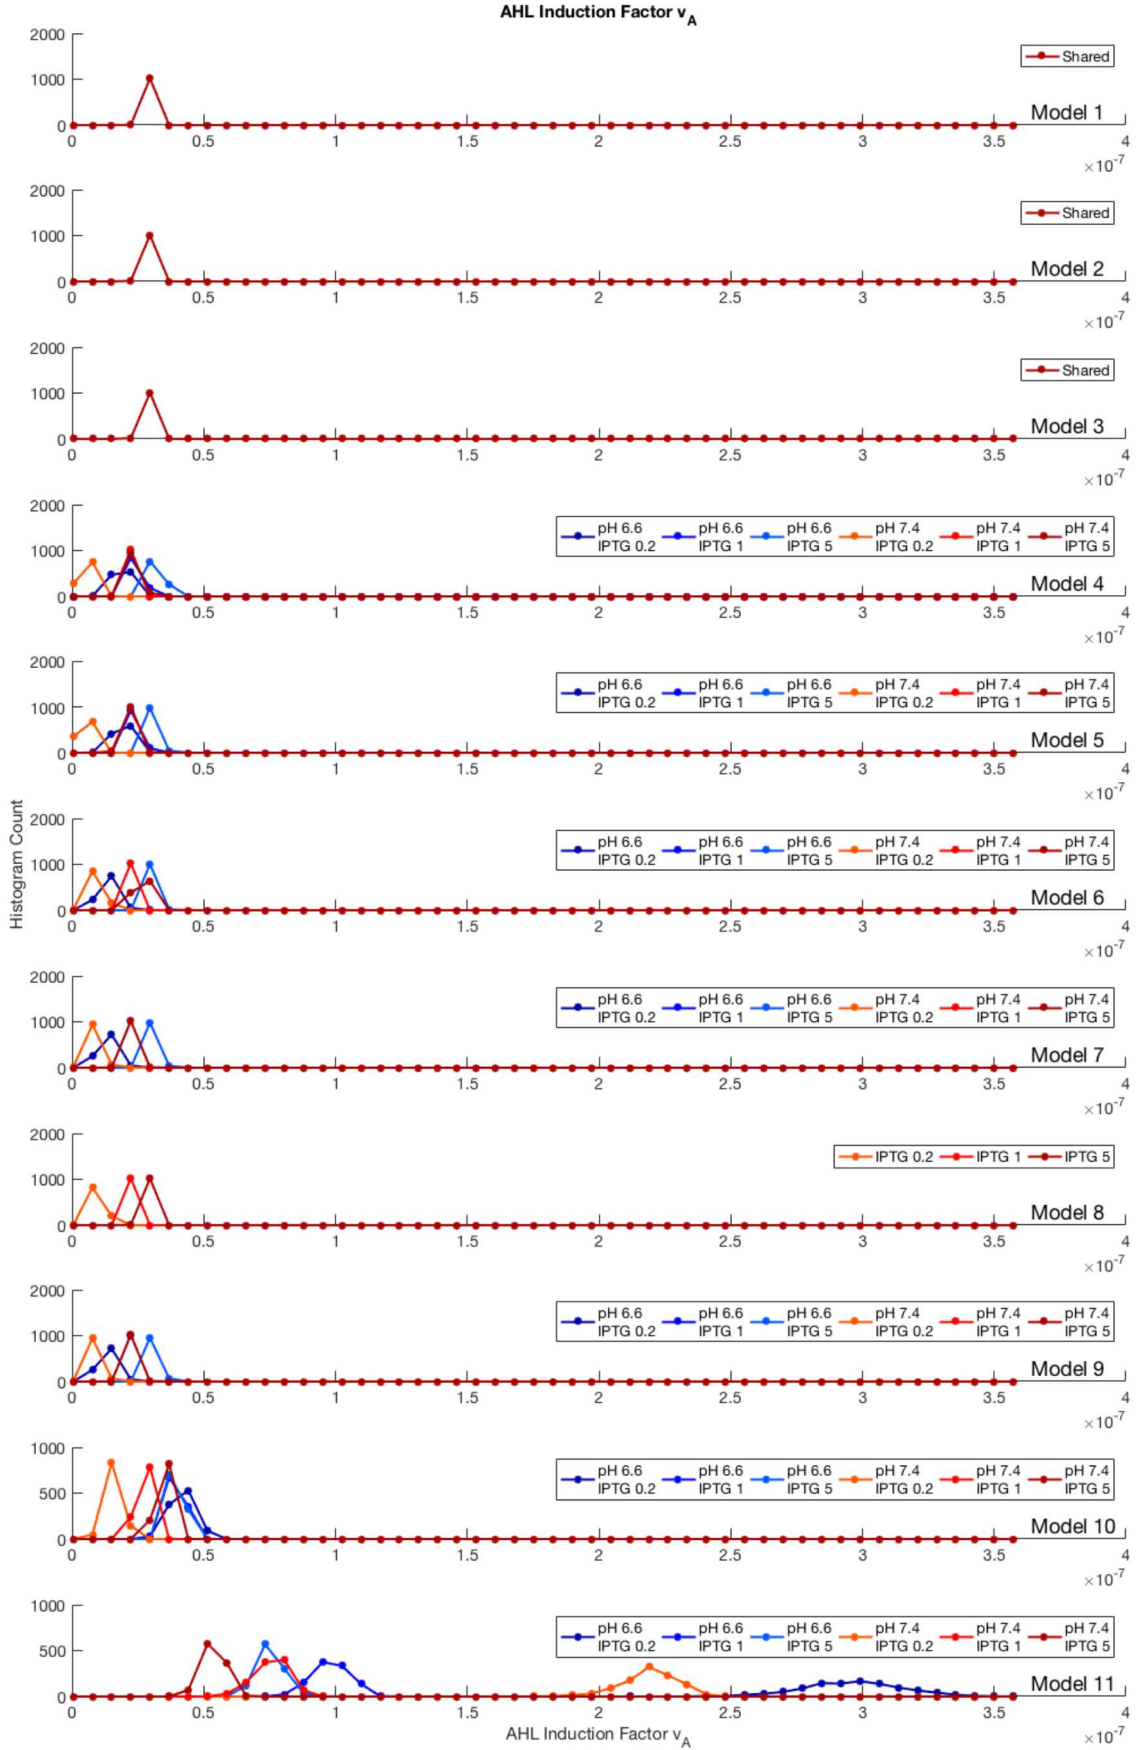 AHL Induction Factor vA
2000
1000
0
Shared
Model 1
0 0.5 1 1.5 2 2.5 3 3.5 4
×10-7
2000
1000
0
Shared
Model 2
0 0.5 1 1.5 2 2.5 3 3.5 4
×10-7
2000
1000
0
Shared
Model 3
0 0.5 1 1.5 2 2.5 3 3.5 4
×10-7
2000
1000
0
pH 6.6 pH 6.6 pH 6.6 pH 7.4 pH 7.4 pH 7.4
IPTG 0.2 IPTG 1 IPTG 5 IPTG 0.2 IPTG 1 IPTG 5
Model 4
0 0.5 1 1.5 2 2.5 3 3.5 4
×10-7
2000
1000
0
pH 6.6 pH 6.6 pH 6.6 pH 7.4 pH 7.4 pH 7.4
IPTG 0.2 IPTG 1 IPTG 5 IPTG 0.2 IPTG 1 IPTG 5
Model 5
0 0.5 1 1.5 2 2.5 3 3.5 4
×10-7
Histogram Count
2000
1000
0
pH 6.6 pH 6.6 pH 6.6 pH 7.4 pH 7.4 pH 7.4
IPTG 0.2 IPTG 1 IPTG 5 IPTG 0.2 IPTG 1 IPTG 5
Model 6
0 0.5 1 1.5 2 2.5 3 3.5 4
×10-7
2000
1000
0
pH 6.6 pH 6.6 pH 6.6 pH 7.4 pH 7.4 pH 7.4
IPTG 0.2 IPTG 1 IPTG 5 IPTG 0.2 IPTG 1 IPTG 5
Model 7
0 0.5 1 1.5 2 2.5 3 3.5 4
×10-7
2000
1000
0
IPTG 0.2 IPTG 1 IPTG 5
Model 8
0 0.5 1 1.5 2 2.5 3 3.5 4
×10-7
2000
1000
0
pH 6.6 pH 6.6 pH 6.6 pH 7.4 pH 7.4 pH 7.4
IPTG 0.2 IPTG 1 IPTG 5 IPTG 0.2 IPTG 1 IPTG 5
Model 9
0 0.5 1 1.5 2 2.5 3 3.5 4
×10-7
1000
500
0
pH 6.6 pH 6.6 pH 6.6 pH 7.4 pH 7.4 pH 7.4
IPTG 0.2 IPTG 1 IPTG 5 IPTG 0.2 IPTG 1 IPTG 5
Model 10
0 0.5 1 1.5 2 2.5 3 3.5 4
×10-7
1000
500
0
pH 6.6 pH 6.6 pH 6.6 pH 7.4 pH 7.4 pH 7.4
IPTG 0.2 IPTG 1 IPTG 5 IPTG 0.2 IPTG 1 IPTG 5
Model 11
0 0.5 1 1.5 2 2.5 3 3.5 4
×10-7
AHL Induction Factor vA